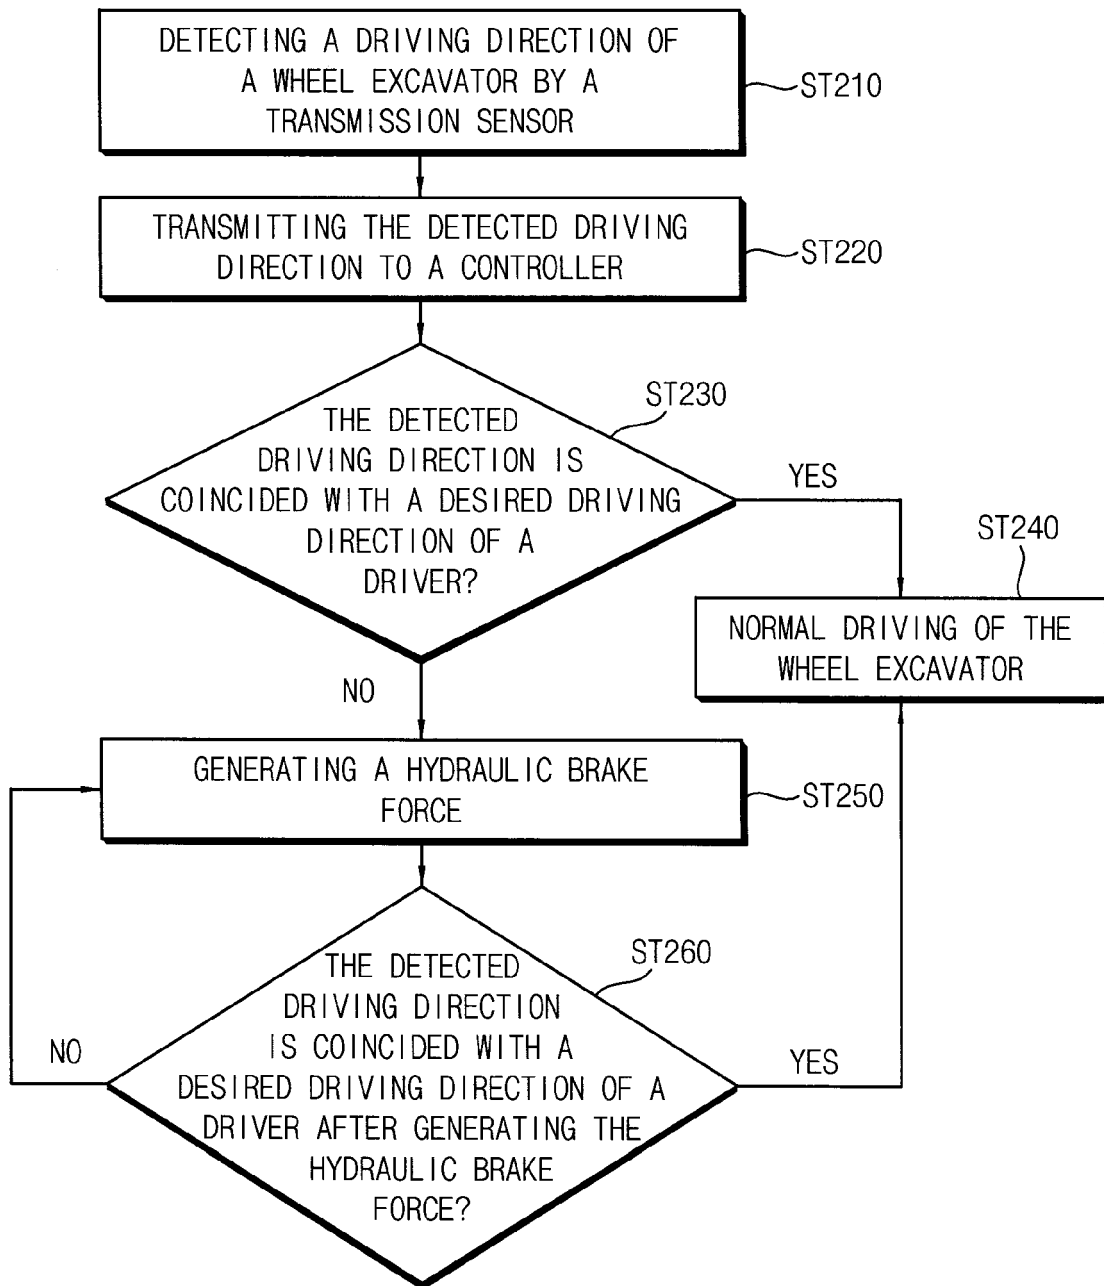 DETECTING A DRIVING DIRECTION OF
A WHEEL EXCAVATOR BY A
TRANSMISSION SENSOR
ST210
TRANSMITTING THE DETECTED DRIVING
DIRECTION TO A CONTROLLER
ST220
ST230
THE DETECTED
DRIVING DIRECTION IS
COINCIDED WITH A DESIRED DRIVING
DIRECTION OF A
DRIVER?
YES
ST240
NORMAL DRIVING OF THE
WHEEL EXCAVATOR
NO
GENERATING A HYDRAULIC BRAKE
FORCE
ST250
ST260
THE DETECTED
DRIVING DIRECTION
IS COINCIDED WITH A
DESIRED DRIVING DIRECTION OF A
DRIVER AFTER GENERATING THE
HYDRAULIC BRAKE
FORCE?
NO
YES